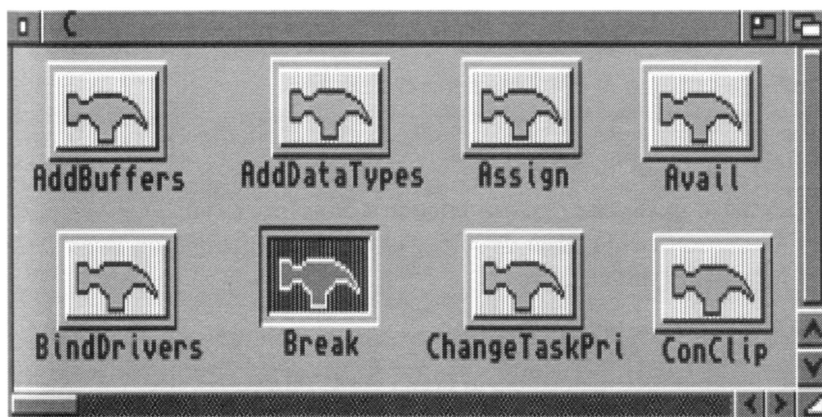 C
AddBuffers
AddDataTypes
Assign
Avail
BindDrivers
Break
ChangeTaskPri
ConClip